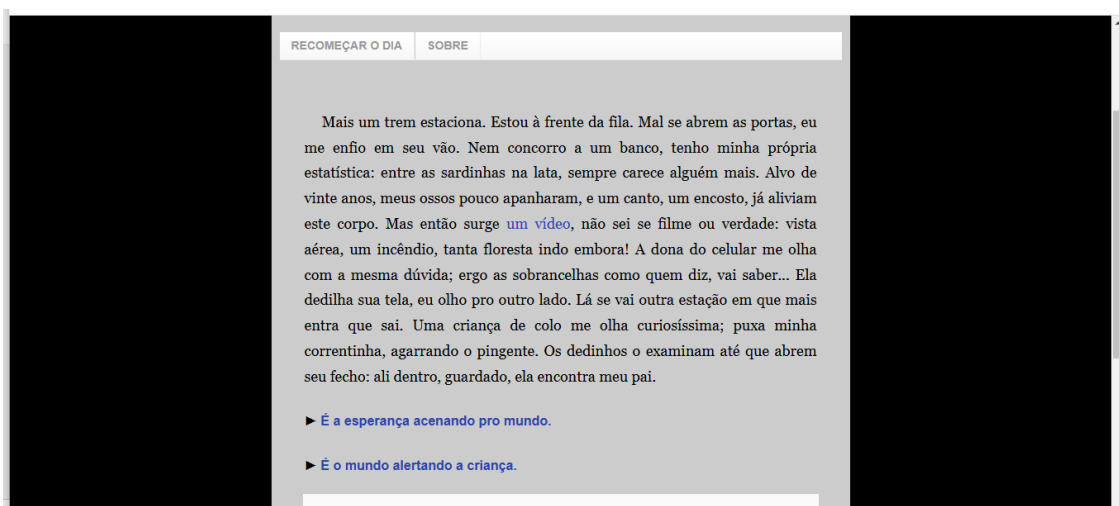 RECOMEÇAR O DIA SOBRE
Mais um trem estaciona. Estou à frente da fila. Mal se abrem as portas, eu
me enfio em seu vão. Nem concorro a um banco, tenho minha própria
estatística: entre as sardinhas na lata, sempre carece alguém mais. Alvo de
vinte anos, meus ossos pouco apanharam, e um canto, um encosto, já aliviam
este corpo. Mas então surge um vídeo, não sei se filme ou verdade: vista
aérea, um incêndio, tanta floresta indo embora! A dona do celular me olha
com a mesma dúvida; ergo as sobrancelhas como quem diz, vai saber... Ela
dedilha sua tela, eu olho pro outro lado. Lá se vai outra estação em que mais
entra que sai. Uma criança de colo me olha curiosíssima; puxa minha
correntinha, agarrando o pingente. Os dedinhos o examinam até que abrem
seu fecho: ali dentro, guardado, ela encontra meu pai.
► É a esperança acenando pro mundo.
► É o mundo alertando a criança.